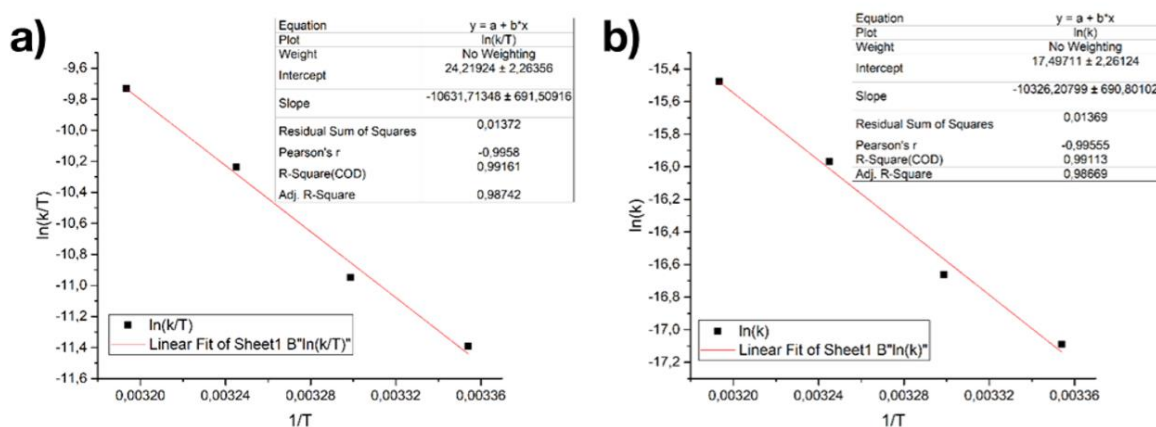 a)
Equation y = a + b*x
Plot ln(k/T)
Weight No Weighting
Intercept 24,21924 ± 2,26356
Slope -10631,71348 ± 691,50916
Residual Sum of Squares 0,01372
Pearson's r -0,9958
R-Square(COD) 0,99161
Adj. R-Square 0,98742
ln(k/T)
-9,6
-9,8
-10,0
-10,2
-10,4
-10,6
-10,8
-11,0
-11,2
-11,4
-11,6
ln(k/T)
Linear Fit of Sheet1 B"ln(k/T)"
0,00320 0,00324 0,00328 0,00332 0,00336
1/T
b)
Equation y = a + b*x
Plot ln(k)
Weight No Weighting
Intercept 17,49711 ± 2,26124
Slope -10326,20799 ± 690,80102
Residual Sum of Squares 0,01369
Pearson's r -0,99555
R-Square(COD) 0,99113
Adj. R-Square 0,98669
ln(k)
-15,4
-15,6
-15,8
-16,0
-16,2
-16,4
-16,6
-16,8
-17,0
-17,2
ln(k)
Linear Fit of Sheet1 B"ln(k)"
0,00320 0,00324 0,00328 0,00332 0,00336
1/T